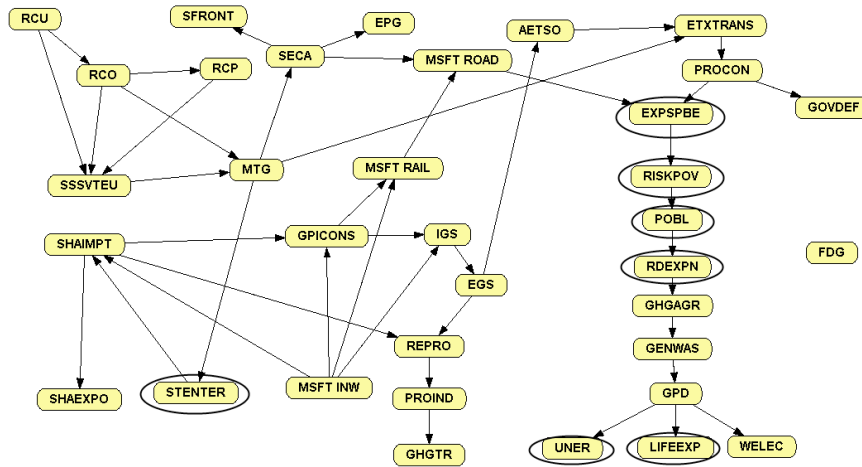 RCU
SFRONT
EPG
AETSO
ETXTRANS
SECA
MSFT ROAD
RCO
RCP
PROCON
GOVDEF
EXPSPBE
MTG
MSFT RAIL
SSSVTEU
RISKPOV
POBL
SHAIMPT
GPICONS
IGS
FDG
RDEXPN
EGS
GHGAGR
REPRO
GENWAS
SHAEXPO
STENTER
MSFT INW
PROIND
GPD
GHGTR
UNER
LIFEEXP
WELEC